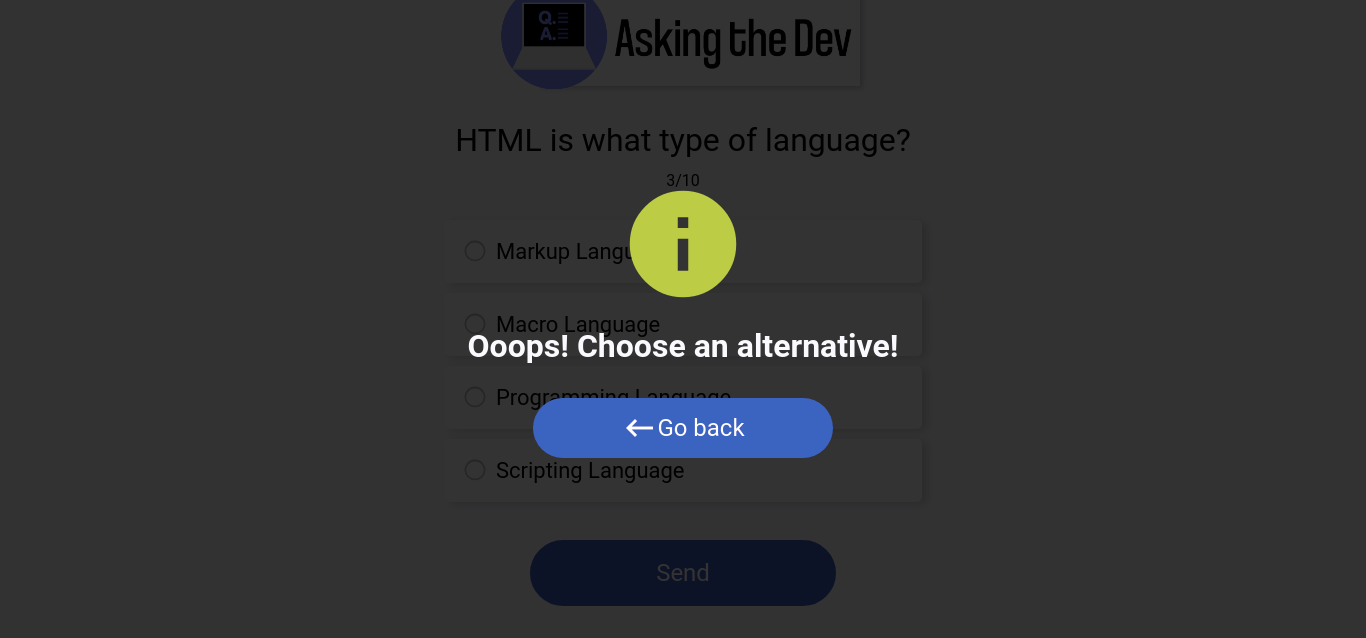 Q.
A.
Asking the Dev
HTML is what type of language?
3/10
Markup Langu
Macro Language
Ooops! Choose an alternative!
Programming Language
Go back
Scripting Language
Send